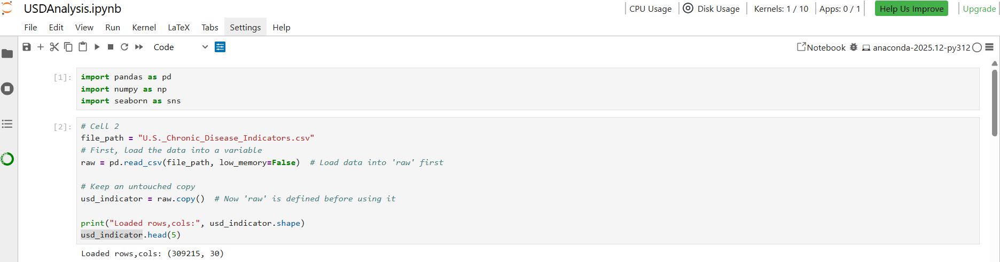 USDAnalysis.ipynb
CPU Usage
Disk Usage
Kernels: 1 / 10
Apps: 0 / 1
Help Us Improve
Upgrade
File Edit View Run Kernel LaTeX Tabs Settings Help
Code
Notebook
anaconda-2025.12-py312
[1]:
import pandas as pd
import numpy as np
import seaborn as sns
[2]:
# Cell 2
file_path = "U.S._Chronic_Disease_Indicators.csv"
# First, load the data into a variable
raw = pd.read_csv(file_path, low_memory=False)  # Load data into 'raw' first
# Keep an untouched copy
usd_indicator = raw.copy()  # Now 'raw' is defined before using it
print("Loaded rows,cols:", usd_indicator.shape)
usd_indicator.head(5)
Loaded rows,cols: (309215, 30)